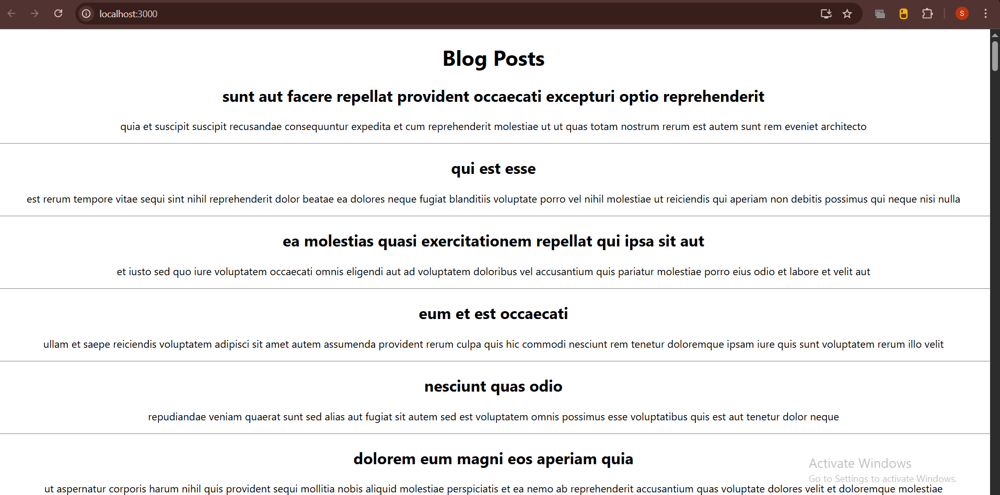 localhost:3000
S
Blog Posts
sunt aut facere repellat provident occaecati excepturi optio reprehenderit
quia et suscipit suscipit recusandae consequuntur expedita et cum reprehenderit molestiae ut ut quas totam nostrum rerum est autem sunt rem eveniet architecto
qui est esse
est rerum tempore vitae sequi sint nihil reprehenderit dolor beatae ea dolores neque fugiat blanditiis voluptate porro vel nihil molestiae ut reiciendis qui aperiam non debitis possimus qui neque nisi nulla
ea molestias quasi exercitationem repellat qui ipsa sit aut
et iusto sed quo iure voluptatem occaecati omnis eligendi aut ad voluptatem doloribus vel accusantium quis pariatur molestiae porro eius odio et labore et velit aut
eum et est occaecati
ullam et saepe reiciendis voluptatem adipisci sit amet autem assumenda provident rerum culpa quis hic commodi nesciunt rem tenetur doloremque ipsam iure quis sunt voluptatem rerum illo velit
nesciunt quas odio
repudiandae veniam quaerat sunt sed alias aut fugiat sit autem sed est voluptatem omnis possimus esse voluptatibus quis est aut tenetur dolor neque
dolorem eum magni eos aperiam quia
ut aspernatur corporis harum nihil quis provident sequi mollitia nobis aliquid molestiae perspiciatis et ea nemo ab reprehenderit accusantium quas voluptate dolores velit et doloremque molestiae
Activate Windows
Go to Settings to activate Windows.